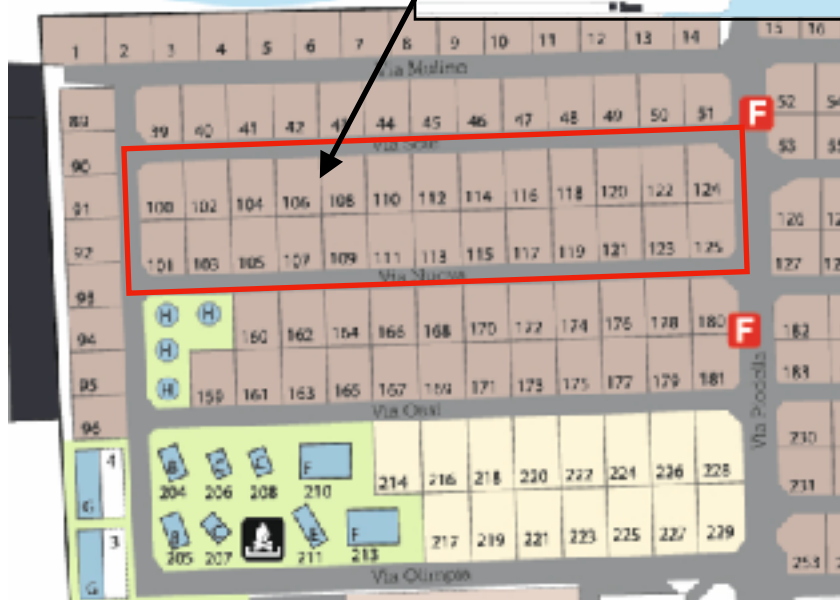 1 2 3 4 5 6 7 8 9 10 11 12 13 14 15 16
Via Mulino
89 39 40 41 42 43 44 45 46 47 48 49 50 51 F 52
Via Sole
90 53
91 100 102 104 106 108 110 112 114 116 118 120 122 124 126
92 101 103 105 107 109 111 113 115 117 119 121 123 125 127
Via Nuova
93 H H
94 H 160 162 164 166 168 170 172 174 176 178 180 F 182
95 H 159 161 163 165 167 169 171 173 175 177 179 181 183
Via Oasi
Via Piodella
96 230
4 B C C F 214 216 218 220 222 224 226 228
G 204 206 208 210 231
3 B C E F 217 219 221 223 225 227 229
G 205 207 211 213 253
Via Olimpia